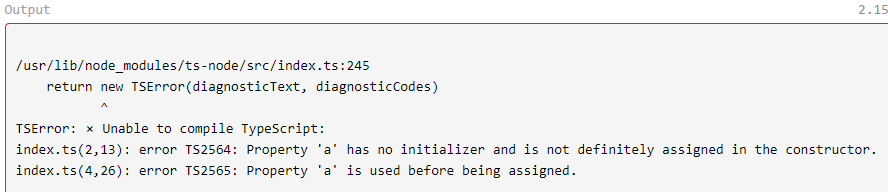 Output 2.15
/usr/lib/node_modules/ts-node/src/index.ts:245
    return new TSError(diagnosticText, diagnosticCodes)
           ^
TSError: × Unable to compile TypeScript:
index.ts(2,13): error TS2564: Property 'a' has no initializer and is not definitely assigned in the constructor.
index.ts(4,26): error TS2565: Property 'a' is used before being assigned.